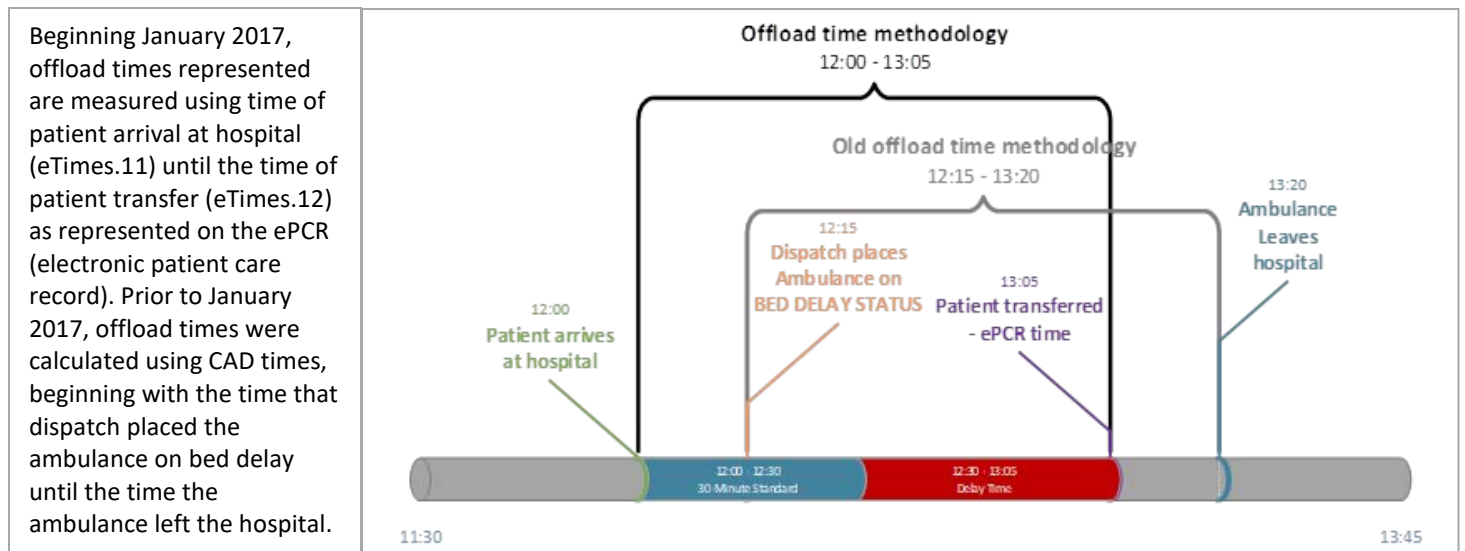 Beginning January 2017,
offload times represented
are measured using time of
patient arrival at hospital
(eTimes.11) until the time of
patient transfer (eTimes.12)
as represented on the ePCR
(electronic patient care
record). Prior to January
2017, offload times were
calculated using CAD times,
beginning with the time that
dispatch placed the
ambulance on bed delay
until the time the
ambulance left the hospital.
Offload time methodology
12:00 - 13:05
Old offload time methodology
12:15 - 13:20
13:20
Ambulance
Leaves
hospital
12:15
Dispatch places
Ambulance on
BED DELAY STATUS
13:05
Patient transferred
- ePCR time
12:00
Patient arrives
at hospital
12:00 - 12:30
30-Minute Standard
12:30 - 13:05
Delay Time
11:30
13:45